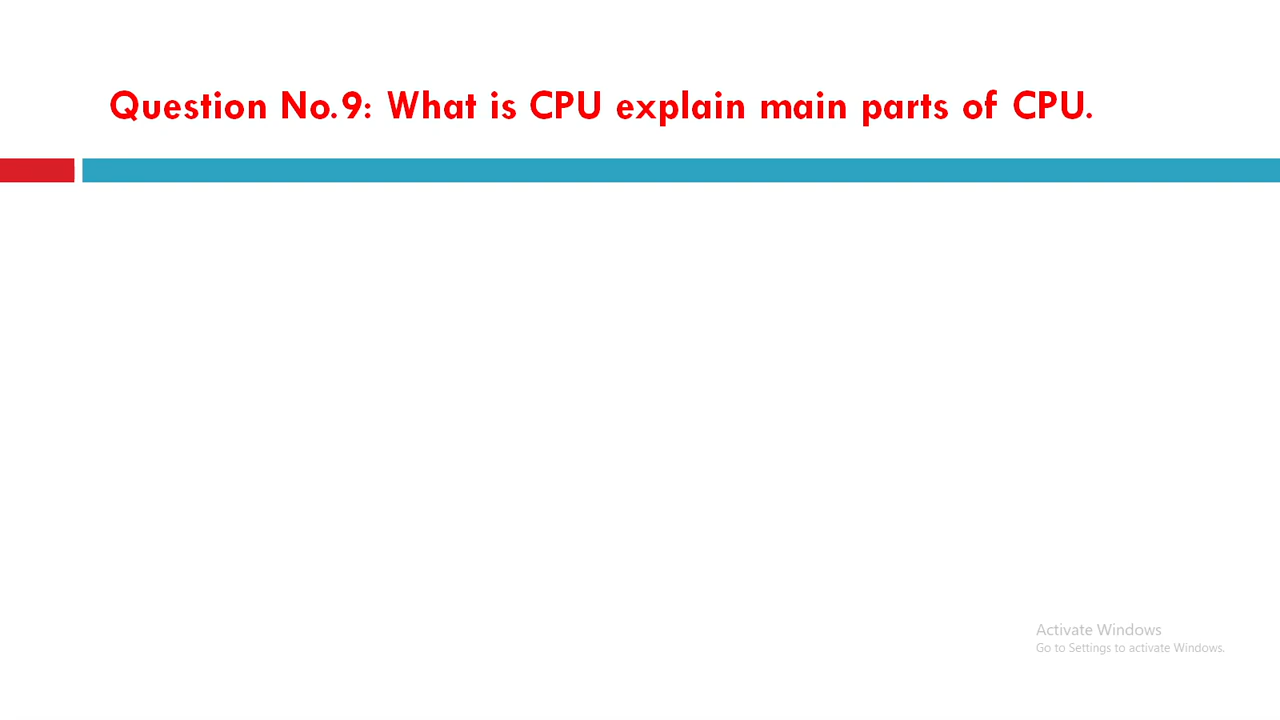 Question No.9: What is CPU explain main parts of CPU.
Activate Windows
Go to Settings to activate Windows.